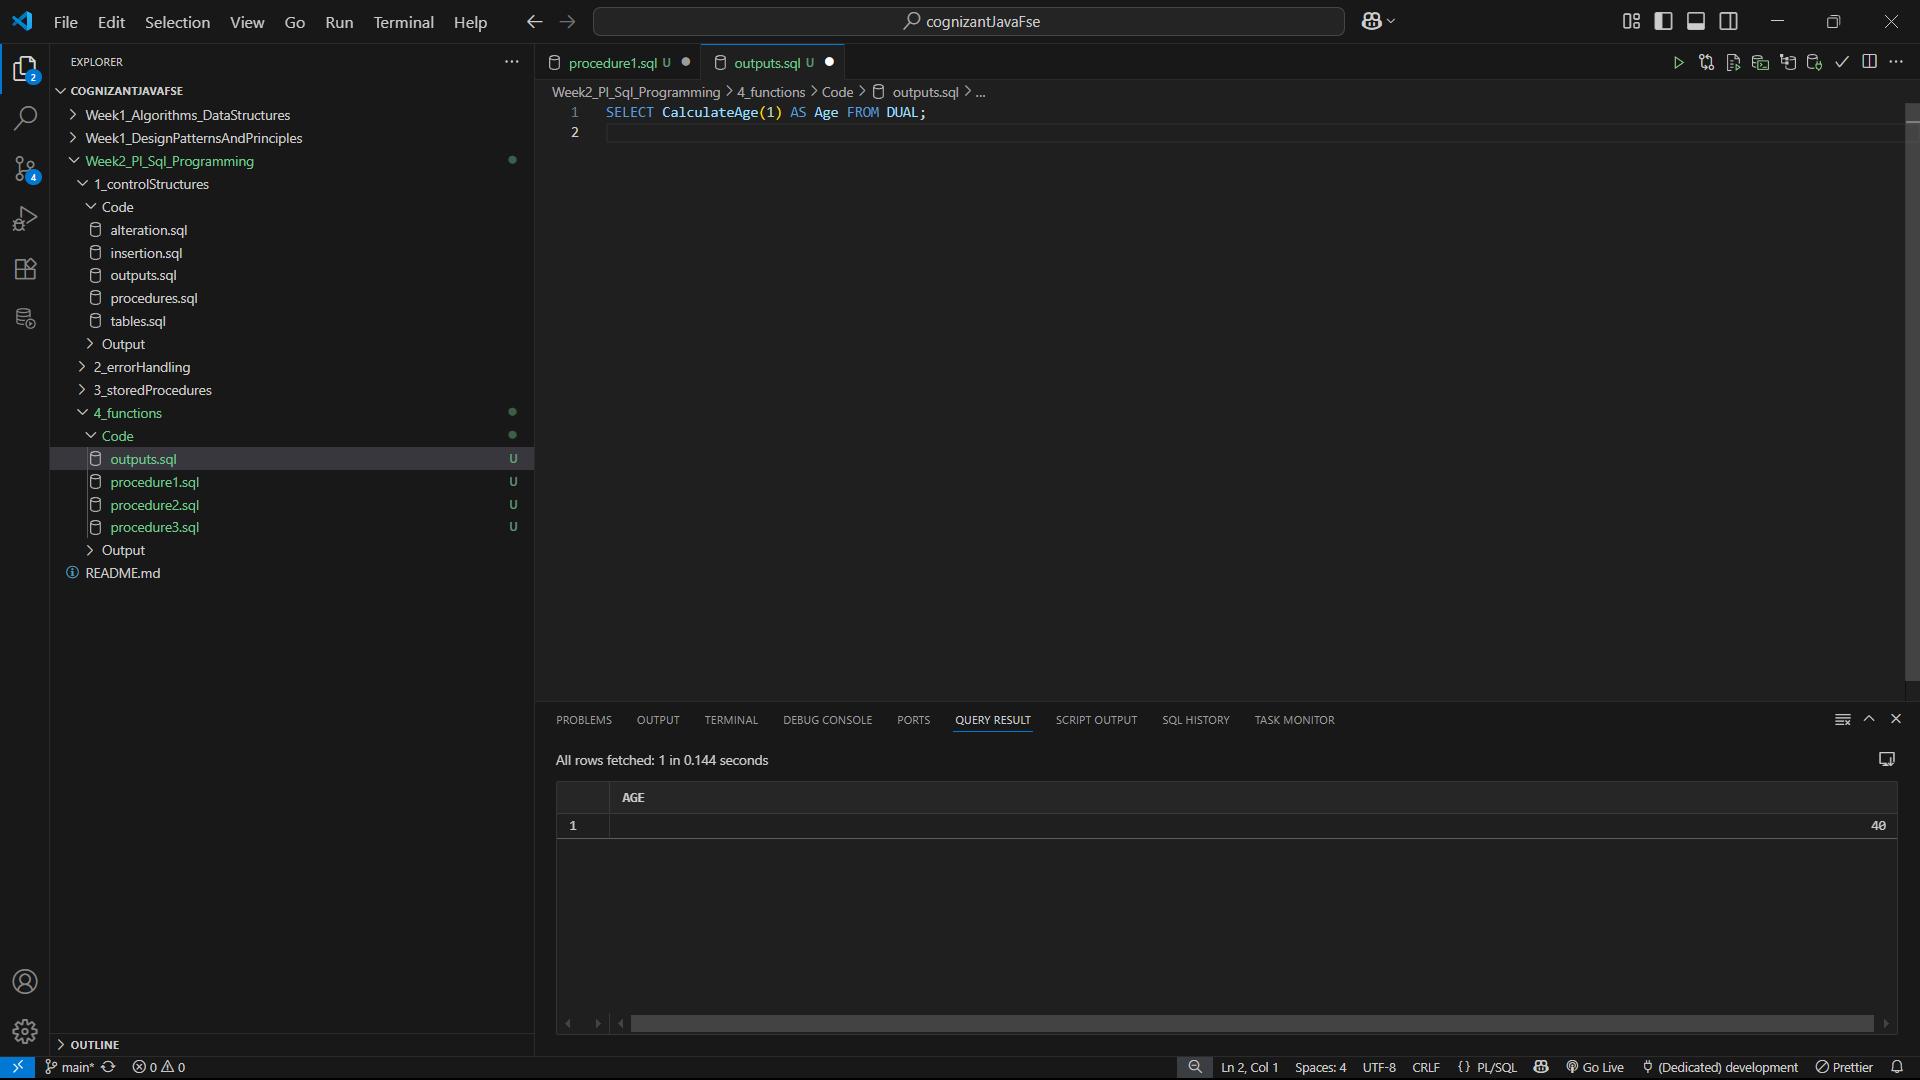 File Edit Selection View Go Run Terminal Help
cognizantJavaFse
EXPLORER
COGNIZANTJAVAFSE
Week1_Algorithms_DataStructures
Week1_DesignPatternsAndPrinciples
Week2_Pl_Sql_Programming
1_controlStructures
Code
alteration.sql
insertion.sql
outputs.sql
procedures.sql
tables.sql
Output
2_errorHandling
3_storedProcedures
4_functions
Code
outputs.sql U
procedure1.sql U
procedure2.sql U
procedure3.sql U
Output
README.md
OUTLINE
2
4
procedure1.sql U
outputs.sql U
Week2_Pl_Sql_Programming > 4_functions > Code > outputs.sql > ...
1 SELECT CalculateAge(1) AS Age FROM DUAL;
2
PROBLEMS OUTPUT TERMINAL DEBUG CONSOLE PORTS QUERY RESULT SCRIPT OUTPUT SQL HISTORY TASK MONITOR
All rows fetched: 1 in 0.144 seconds
AGE
1 40
main* 0 0 Ln 2, Col 1 Spaces: 4 UTF-8 CRLF {} PL/SQL Go Live (Dedicated) development Prettier